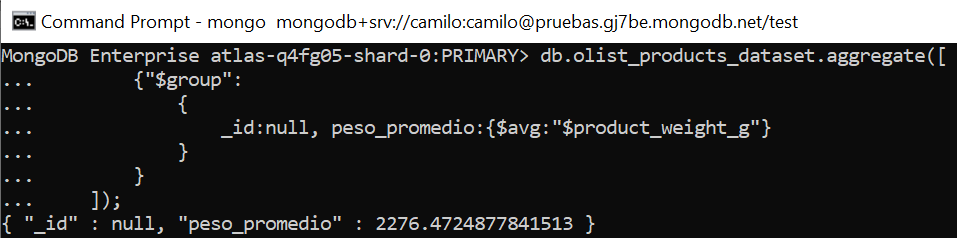 Command Prompt - mongo mongodb+srv://camilo:camilo@pruebas.gj7be.mongodb.net/test
MongoDB Enterprise atlas-q4fg05-shard-0:PRIMARY> db.olist_products_dataset.aggregate([
... {"$group":
... {
... _id:null, peso_promedio:{$avg:"$product_weight_g"}
... }
... }
... ]);
{ "_id" : null, "peso_promedio" : 2276.4724877841513 }